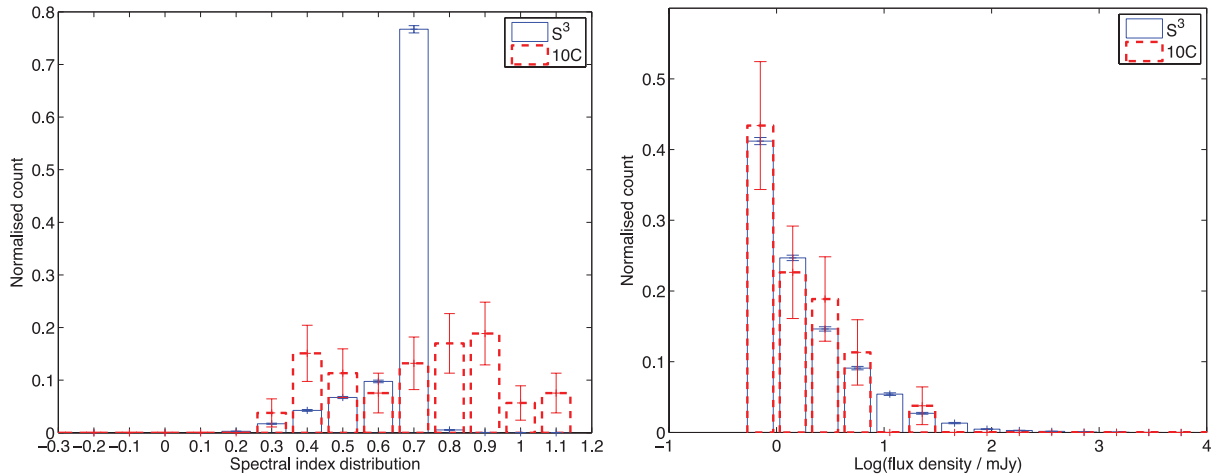 0.8
0.7
0.6
0.5
0.4
0.3
0.2
0.1
0
Normalised count
−0.3 −0.2 −0.1 0 0.1 0.2 0.3 0.4 0.5 0.6 0.7 0.8 0.9 1 1.1 1.2
Spectral index distribution
S³
10C
0.5
0.4
0.3
0.2
0.1
0
Normalised count
−1 0 1 2 3 4
Log(flux density / mJy)
S³
10C